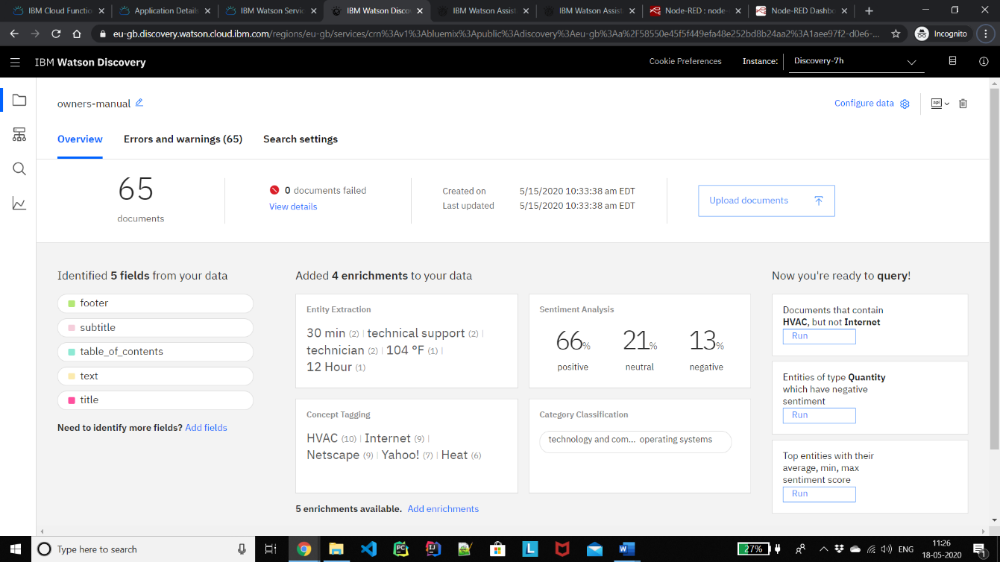 IBM Cloud Functio
Application Details
IBM Watson Servic
IBM Watson Discov
IBM Watson Assist
IBM Watson Assist
Node-RED : node-
Node-RED Dashbo
eu-gb.discovery.watson.cloud.ibm.com/regions/eu-gb/services/crn%3Av1%3Abluemix%3Apublic%3Adiscovery%3Aeu-gb%3Aa%2F58550e45f5f449efa48e252bd8b24aa2%3A1aee97f2-d0e6-...
Incognito
IBM Watson Discovery
Cookie Preferences
Instance:
Discovery-7h
owners-manual
Configure data
api
Overview
Errors and warnings (65)
Search settings
65
documents
0 documents failed
View details
Created on 5/15/2020 10:33:38 am EDT
Last updated 5/15/2020 10:33:38 am EDT
Upload documents
Identified 5 fields from your data
footer
subtitle
table_of_contents
text
title
Need to identify more fields? Add fields
Added 4 enrichments to your data
Entity Extraction
30 min (2) | technical support (2) |
technician (2) | 104 °F (1) |
12 Hour (1)
Sentiment Analysis
66% 21% 13%
positive neutral negative
Concept Tagging
HVAC (10) | Internet (9) |
Netscape (9) | Yahoo! (7) | Heat (6)
Category Classification
technology and com... operating systems
5 enrichments available. Add enrichments
Now you're ready to query!
Documents that contain
HVAC, but not Internet
Run
Entities of type Quantity
which have negative
sentiment
Run
Top entities with their
average, min, max
sentiment score
Run
Type here to search
27%
ENG
11:26
18-05-2020
1